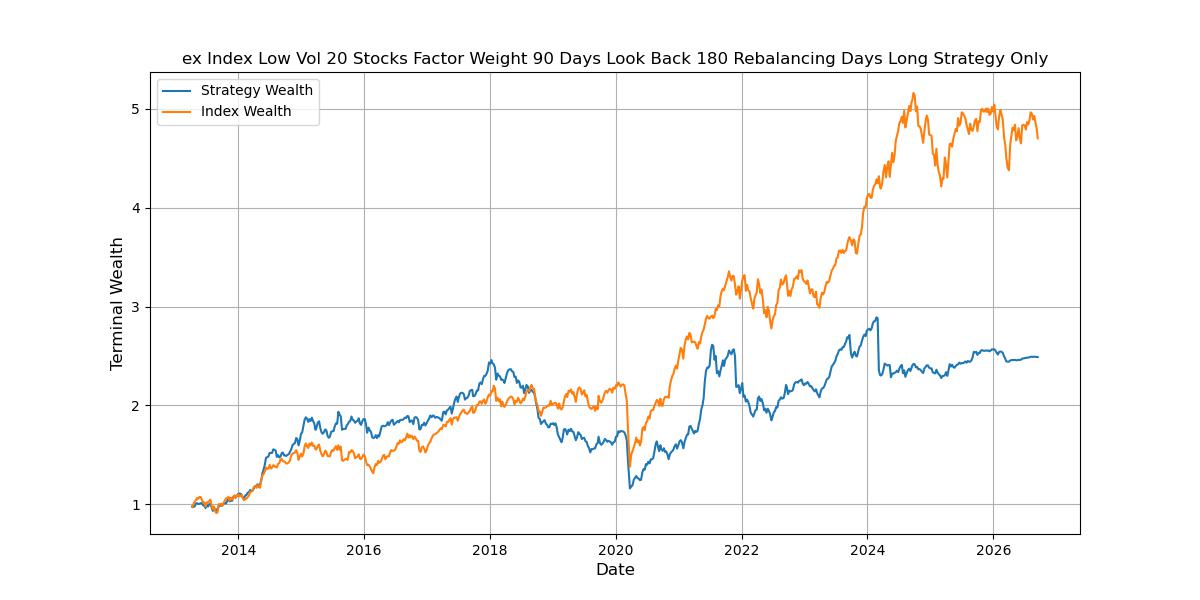 ex Index Low Vol 20 Stocks Factor Weight 90 Days Look Back 180 Rebalancing Days Long Strategy Only
Strategy Wealth
Index Wealth
Terminal Wealth
5
4
3
2
1
2014 2016 2018 2020 2022 2024 2026
Date